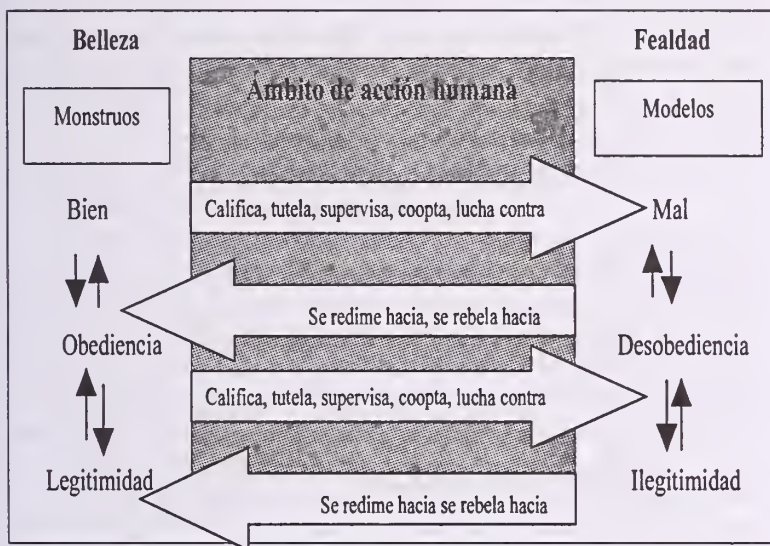 Belleza
Fealdad
Ámbito de acción humana
Monstruos
Modelos
Bien
Califica, tutela, supervisa, coopta, lucha contra
Mal
Se redime hacia, se rebela hacia
Obediencia
Desobediencia
Califica, tutela, supervisa, coopta, lucha contra
Legitimidad
Ilegitimidad
Se redime hacia se rebela hacia